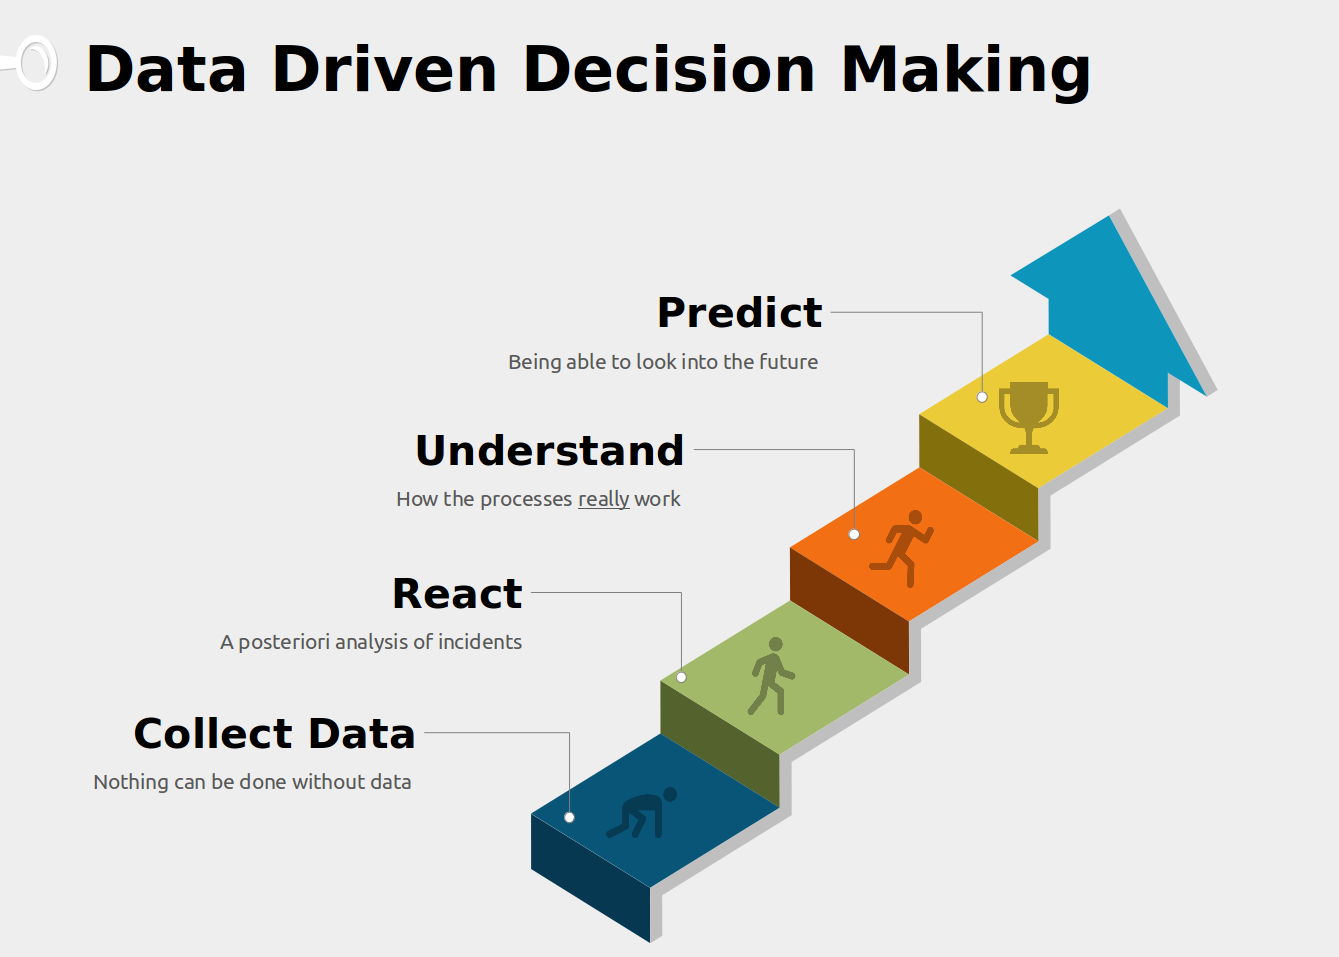 Data Driven Decision Making
Predict
Being able to look into the future
Understand
How the processes really work
React
A posteriori analysis of incidents
Collect Data
Nothing can be done without data